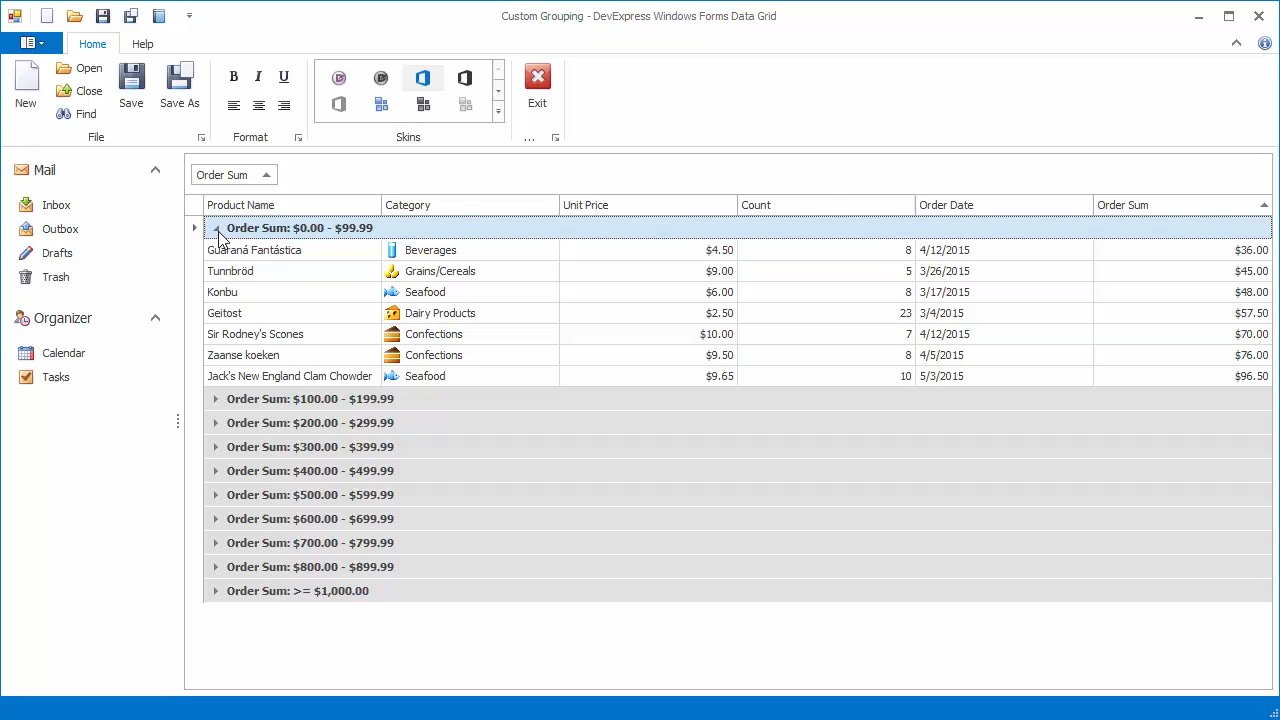 Custom Grouping - DevExpress Windows Forms Data Grid
Home Help
New Open Close Find Save Save As
B I U
Exit
File Format Skins ...
Mail
Inbox
Outbox
Drafts
Trash
Organizer
Calendar
Tasks
Order Sum
Product Name Category Unit Price Count Order Date Order Sum
Order Sum: $0.00 - $99.99
Guaraná Fantástica Beverages $4.50 8 4/12/2015 $36.00
Tunnbröd Grains/Cereals $9.00 5 3/26/2015 $45.00
Konbu Seafood $6.00 8 3/17/2015 $48.00
Geitost Dairy Products $2.50 23 3/4/2015 $57.50
Sir Rodney's Scones Confections $10.00 7 4/12/2015 $70.00
Zaanse koeken Confections $9.50 8 4/5/2015 $76.00
Jack's New England Clam Chowder Seafood $9.65 10 5/3/2015 $96.50
Order Sum: $100.00 - $199.99
Order Sum: $200.00 - $299.99
Order Sum: $300.00 - $399.99
Order Sum: $400.00 - $499.99
Order Sum: $500.00 - $599.99
Order Sum: $600.00 - $699.99
Order Sum: $700.00 - $799.99
Order Sum: $800.00 - $899.99
Order Sum: >= $1,000.00